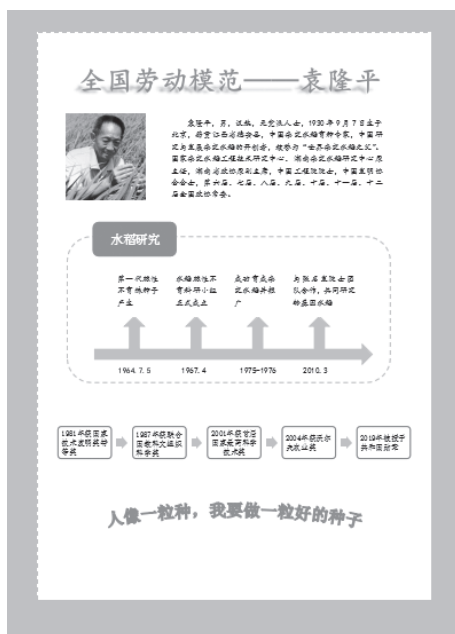 全国劳动模范——袁隆平
袁隆平，男，汉族，无党派人士，1930年9月7日生于
北京，籍贯江西省德安县，中国杂交水稻育种专家，中国研
究与发展杂交水稻的开创者，被誉为“世界杂交水稻之父”。
国家杂交水稻工程技术研究中心、湖南杂交水稻研究中心原
主任，湖南省政协原副主席，中国工程院院士，中国发明协
会会士，第六届、七届、八届、九届、十届、十一届、十二
届全国政协常委。
水稻研究
第一代雄性 水稻雄性不 成功育成杂 与张启发院士团
不育株种子 育科研小组 交水稻并推 队合作，共同研究
产生 正式成立 广 转基因水稻
1964.7.5 1967.4 1975-1976 2010.3
1981年获国家 1987年获联合 2001年获首届 2004年获沃尔 2019年被授予
技术发明奖特 国教科文组织 国家最高科学 夫农业奖 共和国勋章
等奖 科学奖 技术奖
人像一粒种，我要做一粒好的种子